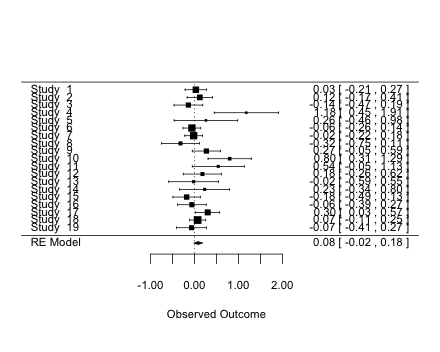 Study 1 0.03 [ -0.21 , 0.27 ]
Study 2 0.12 [ -0.17 , 0.41 ]
Study 3 -0.14 [ -0.47 , 0.19 ]
Study 4 1.18 [ 0.45 , 1.91 ]
Study 5 0.26 [ -0.46 , 0.98 ]
Study 6 -0.06 [ -0.26 , 0.14 ]
Study 7 -0.02 [ -0.22 , 0.18 ]
Study 8 -0.32 [ -0.75 , 0.11 ]
Study 9 0.27 [ -0.05 , 0.59 ]
Study 10 0.80 [ 0.31 , 1.29 ]
Study 11 0.54 [ -0.05 , 1.13 ]
Study 12 0.18 [ -0.26 , 0.62 ]
Study 13 -0.02 [ -0.59 , 0.55 ]
Study 14 0.23 [ -0.34 , 0.80 ]
Study 15 -0.18 [ -0.49 , 0.13 ]
Study 16 -0.06 [ -0.39 , 0.27 ]
Study 17 0.30 [ 0.03 , 0.57 ]
Study 18 0.07 [ -0.11 , 0.25 ]
Study 19 -0.07 [ -0.41 , 0.27 ]
RE Model 0.08 [ -0.02 , 0.18 ]
-1.00 0.00 1.00 2.00
Observed Outcome